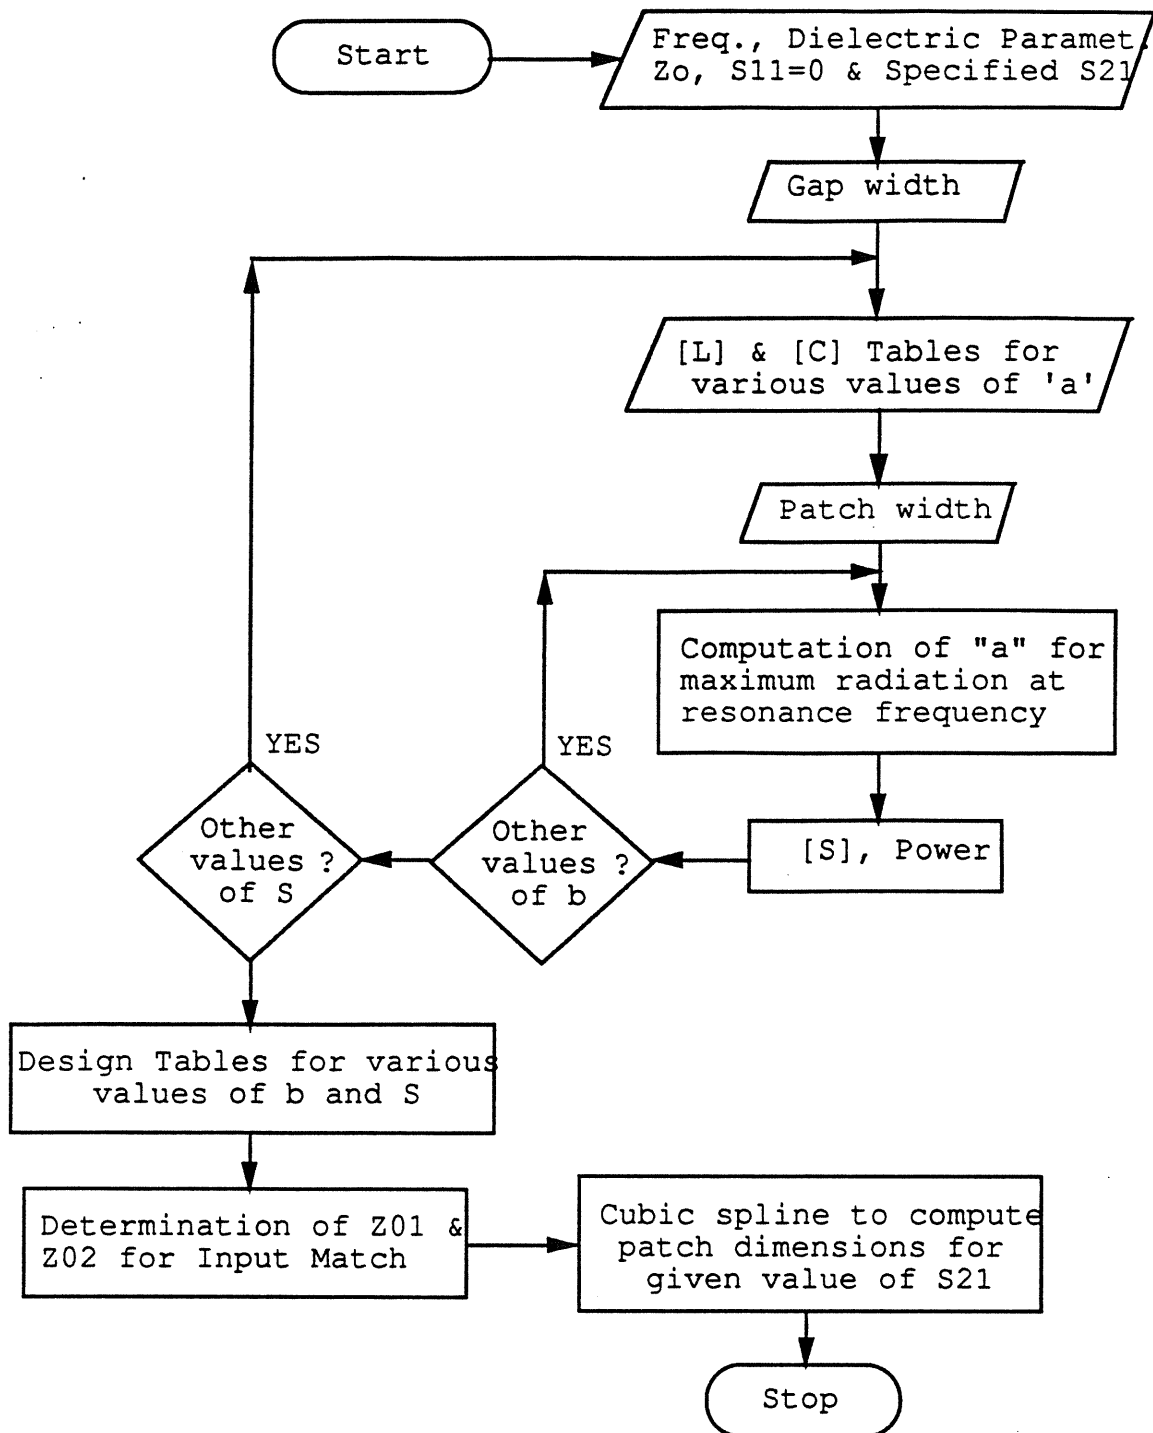 Start
Freq., Dielectric Paramet.
Zo, S11=0 & Specified S21
Gap width
[L] & [C] Tables for
various values of 'a'
Patch width
Computation of "a" for
maximum radiation at
resonance frequency
YES
YES
Other
values ?
of S
Other
values ?
of b
[S], Power
Design Tables for various
values of b and S
Determination of Z01 &
Z02 for Input Match
Cubic spline to compute
patch dimensions for
given value of S21
Stop